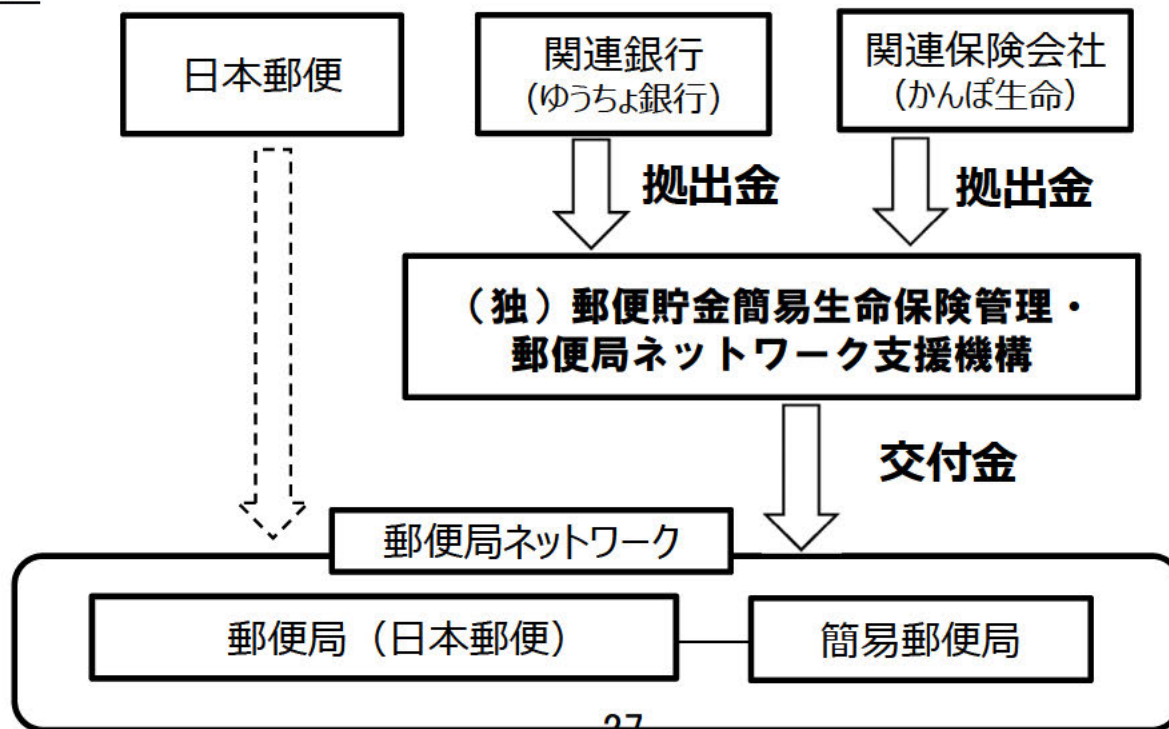 日本郵便
関連銀行
（ゆうちょ銀行）
関連保険会社
（かんぽ生命）
拠出金
拠出金
（独）郵便貯金簡易生命保険管理・
郵便局ネットワーク支援機構
交付金
郵便局ネットワーク
郵便局（日本郵便）
簡易郵便局